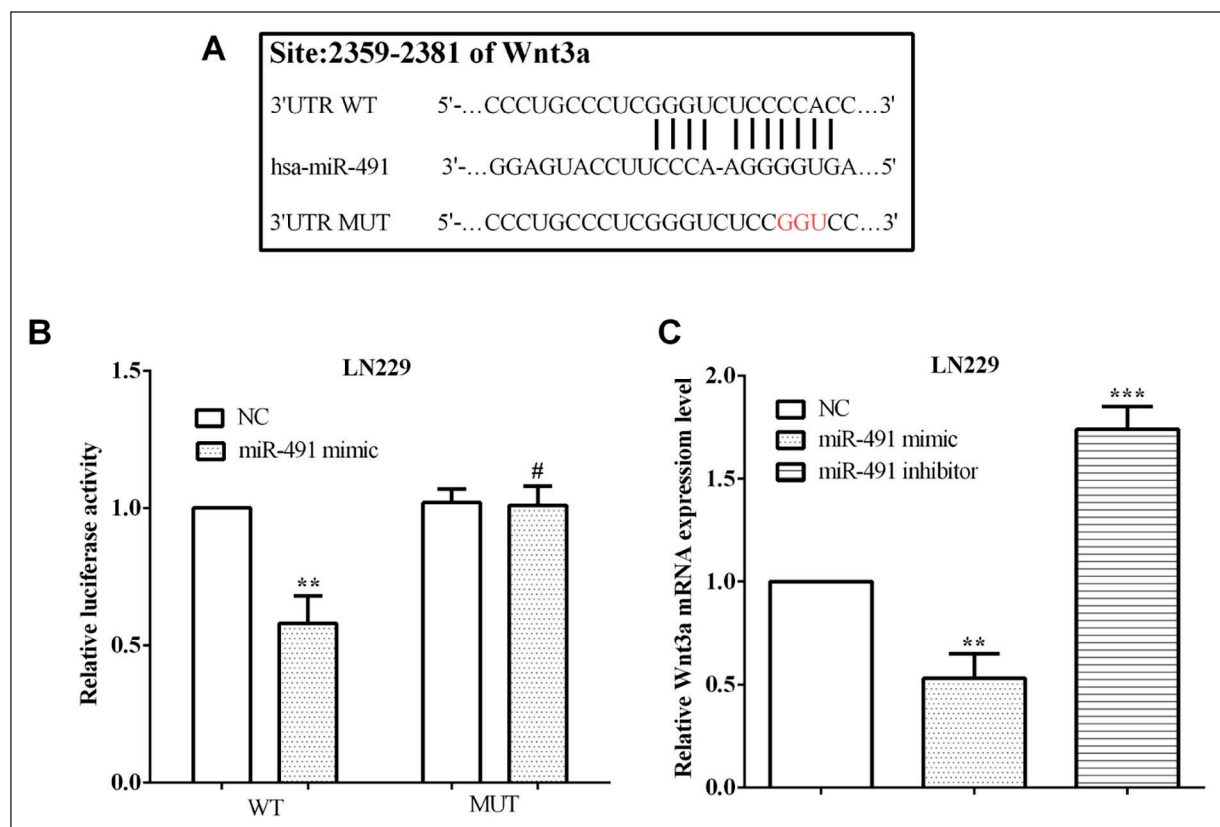 A
Site:2359-2381 of Wnt3a
3'UTR WT 5'-...CCCUGCCCUCGGGUCUCCCCACC...3'
hsa-miR-491 3'-...GGAGUACCUUCCCA-AGGGGUGA...5'
3'UTR MUT 5'-...CCCUGCCCUCGGGUCUCCGGUCC...3'
B
LN229
NC
miR-491 mimic
Relative luciferase activity
1.5
1.0
0.5
0.0
**
#
WT MUT
C
LN229
NC
miR-491 mimic
miR-491 inhibitor
Relative Wnt3a mRNA expression level
2.0
1.5
1.0
0.5
0.0
**
***